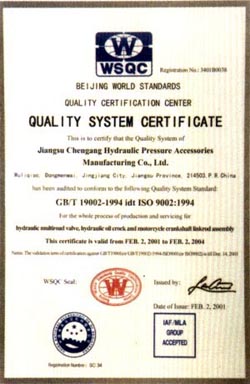 WSQC
Registration No.: 3401B0038
BEIJING WORLD STANDARDS
QUALITY CERTIFICATION CENTER
QUALITY SYSTEM CERTIFICATE
This is to certify that the Quality System of
Jiangsu Chengang Hydraulic Pressure Accessories
Manufacturing Co., Ltd.
Jingjiang City, Jiangsu Province, 214503, P.R.China
has been audited to conform to the following Quality System Standard:
GB/T 19002-1994 idt ISO 9002:1994
For the whole process of production and servicing for
hydraulic multiroad valve, hydraulic oil crock and motorcycle crankshaft linkrod assembly
This certificate is valid from FEB. 2, 2001 to FEB. 2, 2004
WSQC Seal:
Issued by:
Date of Issue: FEB. 2, 2001
IAF/MLA
GROUP
ACCEPTED